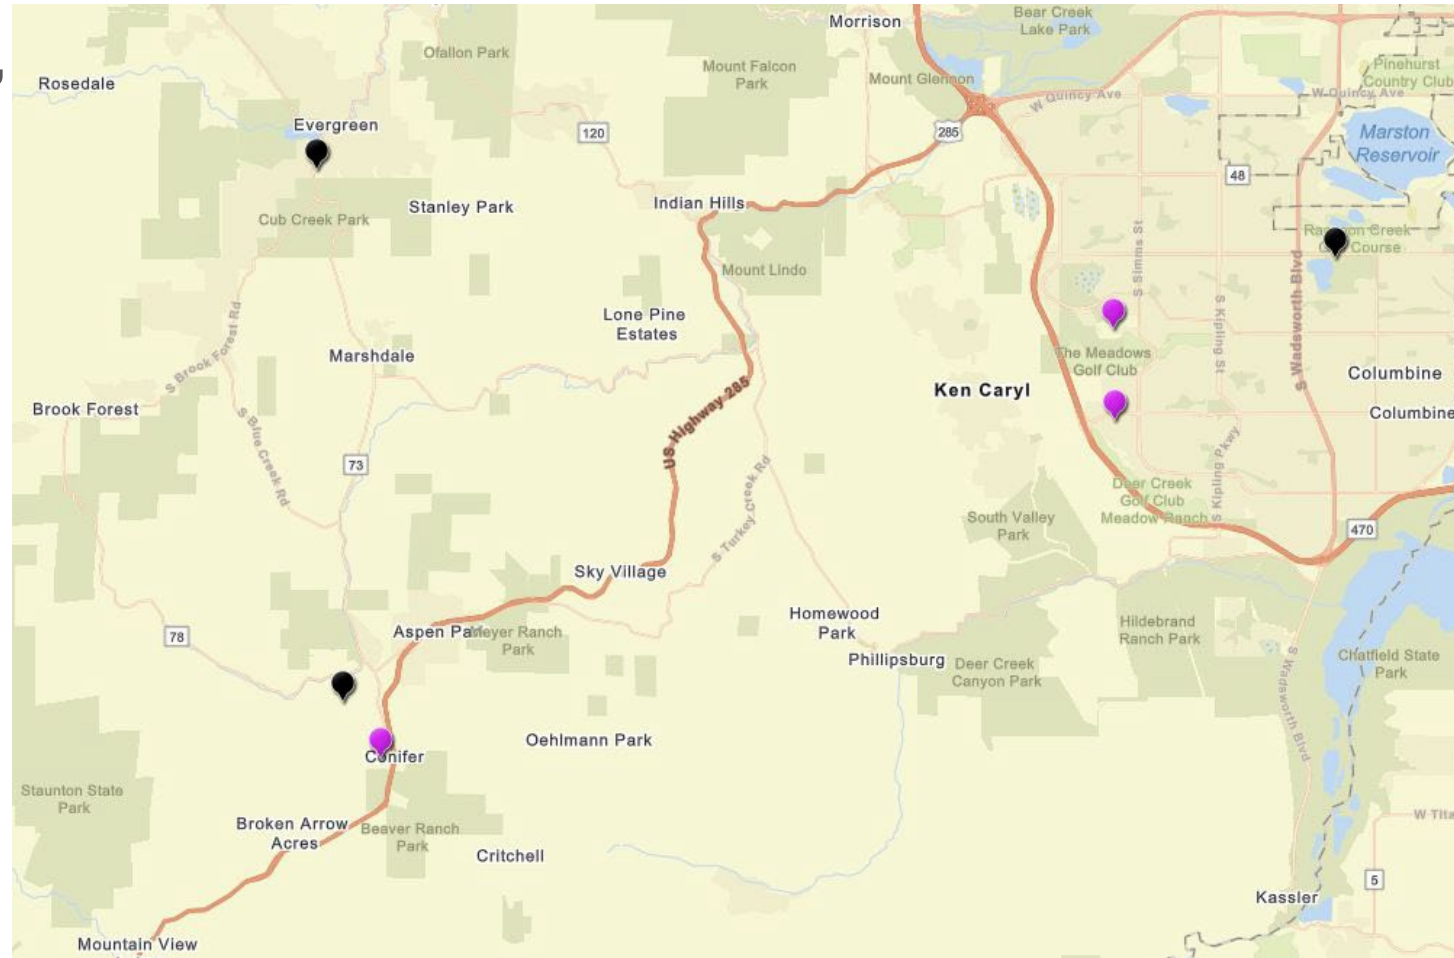 Morrison
Bear Creek
Lake Park
Ofallon Park
Rosedale
Mount Falcon
Park
Mount Glennon
Pinehurst
Country Club
W Quincy Ave
W Quincy Ave
Evergreen
120
285
Marston
Reservoir
48
Cub Creek Park
Stanley Park
Indian Hills
Mount Lindo
S Simms St
Course
S Wadsworth Blvd
S Kipling St
Lone Pine
Estates
S Brook Forest Rd
Marshdale
The Meadows
Golf Club
Columbine
Ken Caryl
US Highway 285
Brook Forest
Columbine
S Blue Creek Rd
73
S Turkey Creek Rd
S Kipling Pkwy
Deer Creek
Golf Club
Meadow Ranch
South Valley
Park
470
Sky Village
Homewood
Park
Hildebrand
Ranch Park
78
Aspen Pa
Meyer Ranch
Park
Phillipsburg
Deer Creek
Canyon Park
S Wadsworth Blvd
Chatfield State
Park
Oehlmann Park
Conifer
Staunton State
Park
Broken Arrow
Acres
Beaver Ranch
Park
Critchell
W Tita
5
Kassler
Mountain View